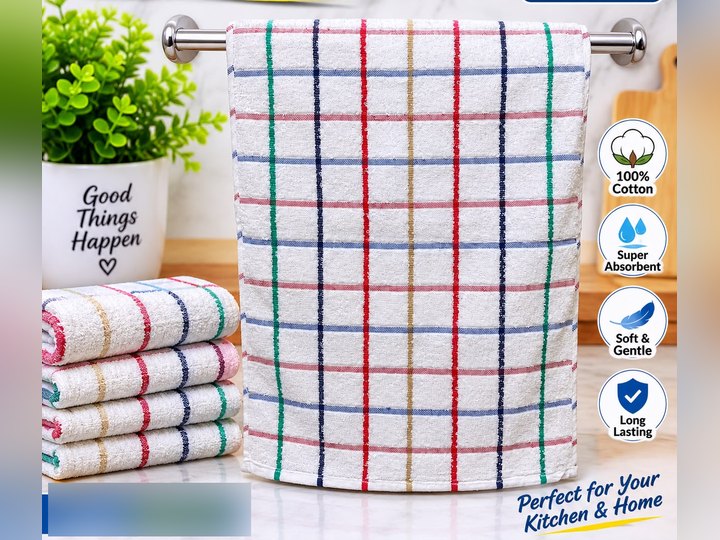 Good
Things
Happen
100%
Cotton
Super
Absorbent
Soft &
Gentle
Long
Lasting
Perfect for Your
Kitchen & Home